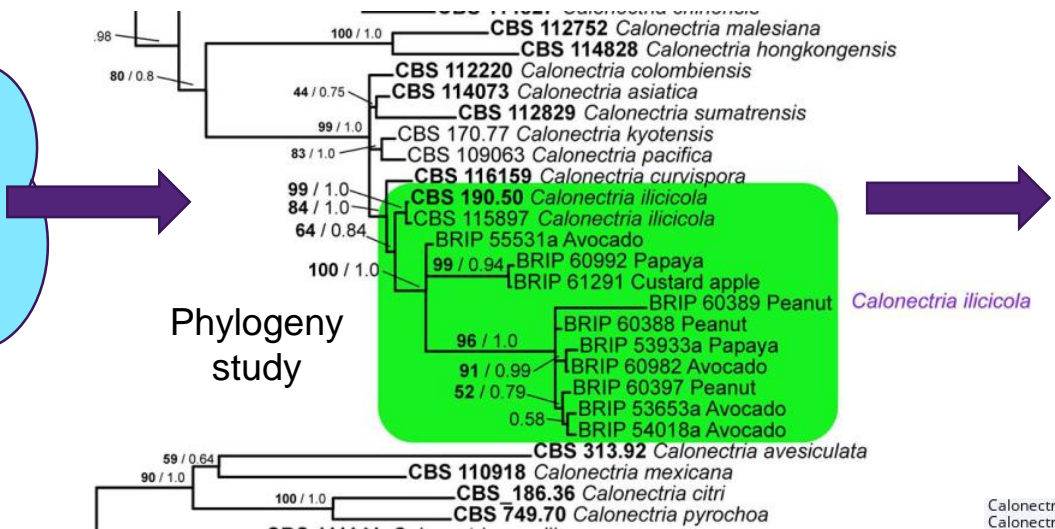 CBS 112752 Calonectria malesiana
100 / 1.0
CBS 114828 Calonectria hongkongensis
.98
CBS 112220 Calonectria colombiensis
80 / 0.8
44 / 0.75
CBS 114073 Calonectria asiatica
CBS 112829 Calonectria sumatrensis
99 / 1.0
CBS 170.77 Calonectria kyotensis
83 / 1.0
CBS 109063 Calonectria pacifica
CBS 116159 Calonectria curvispora
99 / 1.0
CBS 190.50 Calonectria ilicicola
84 / 1.0
CBS 115897 Calonectria ilicicola
64 / 0.84
BRIP 55531a Avocado
99 / 0.94
BRIP 60992 Papaya
100 / 1.0
BRIP 61291 Custard apple
BRIP 60389 Peanut
Calonectria ilicicola
Phylogeny
study
BRIP 60388 Peanut
96 / 1.0
BRIP 53933a Papaya
91 / 0.99
BRIP 60982 Avocado
52 / 0.79
BRIP 60397 Peanut
BRIP 53653a Avocado
0.58
BRIP 54018a Avocado
CBS 313.92 Calonectria avesiculata
59 / 0.64
CBS 110918 Calonectria mexicana
90 / 1.0
CBS_186.36 Calonectria citri
100 / 1.0
CBS 749.70 Calonectria pyrochoa
Calonectr
Calonectr